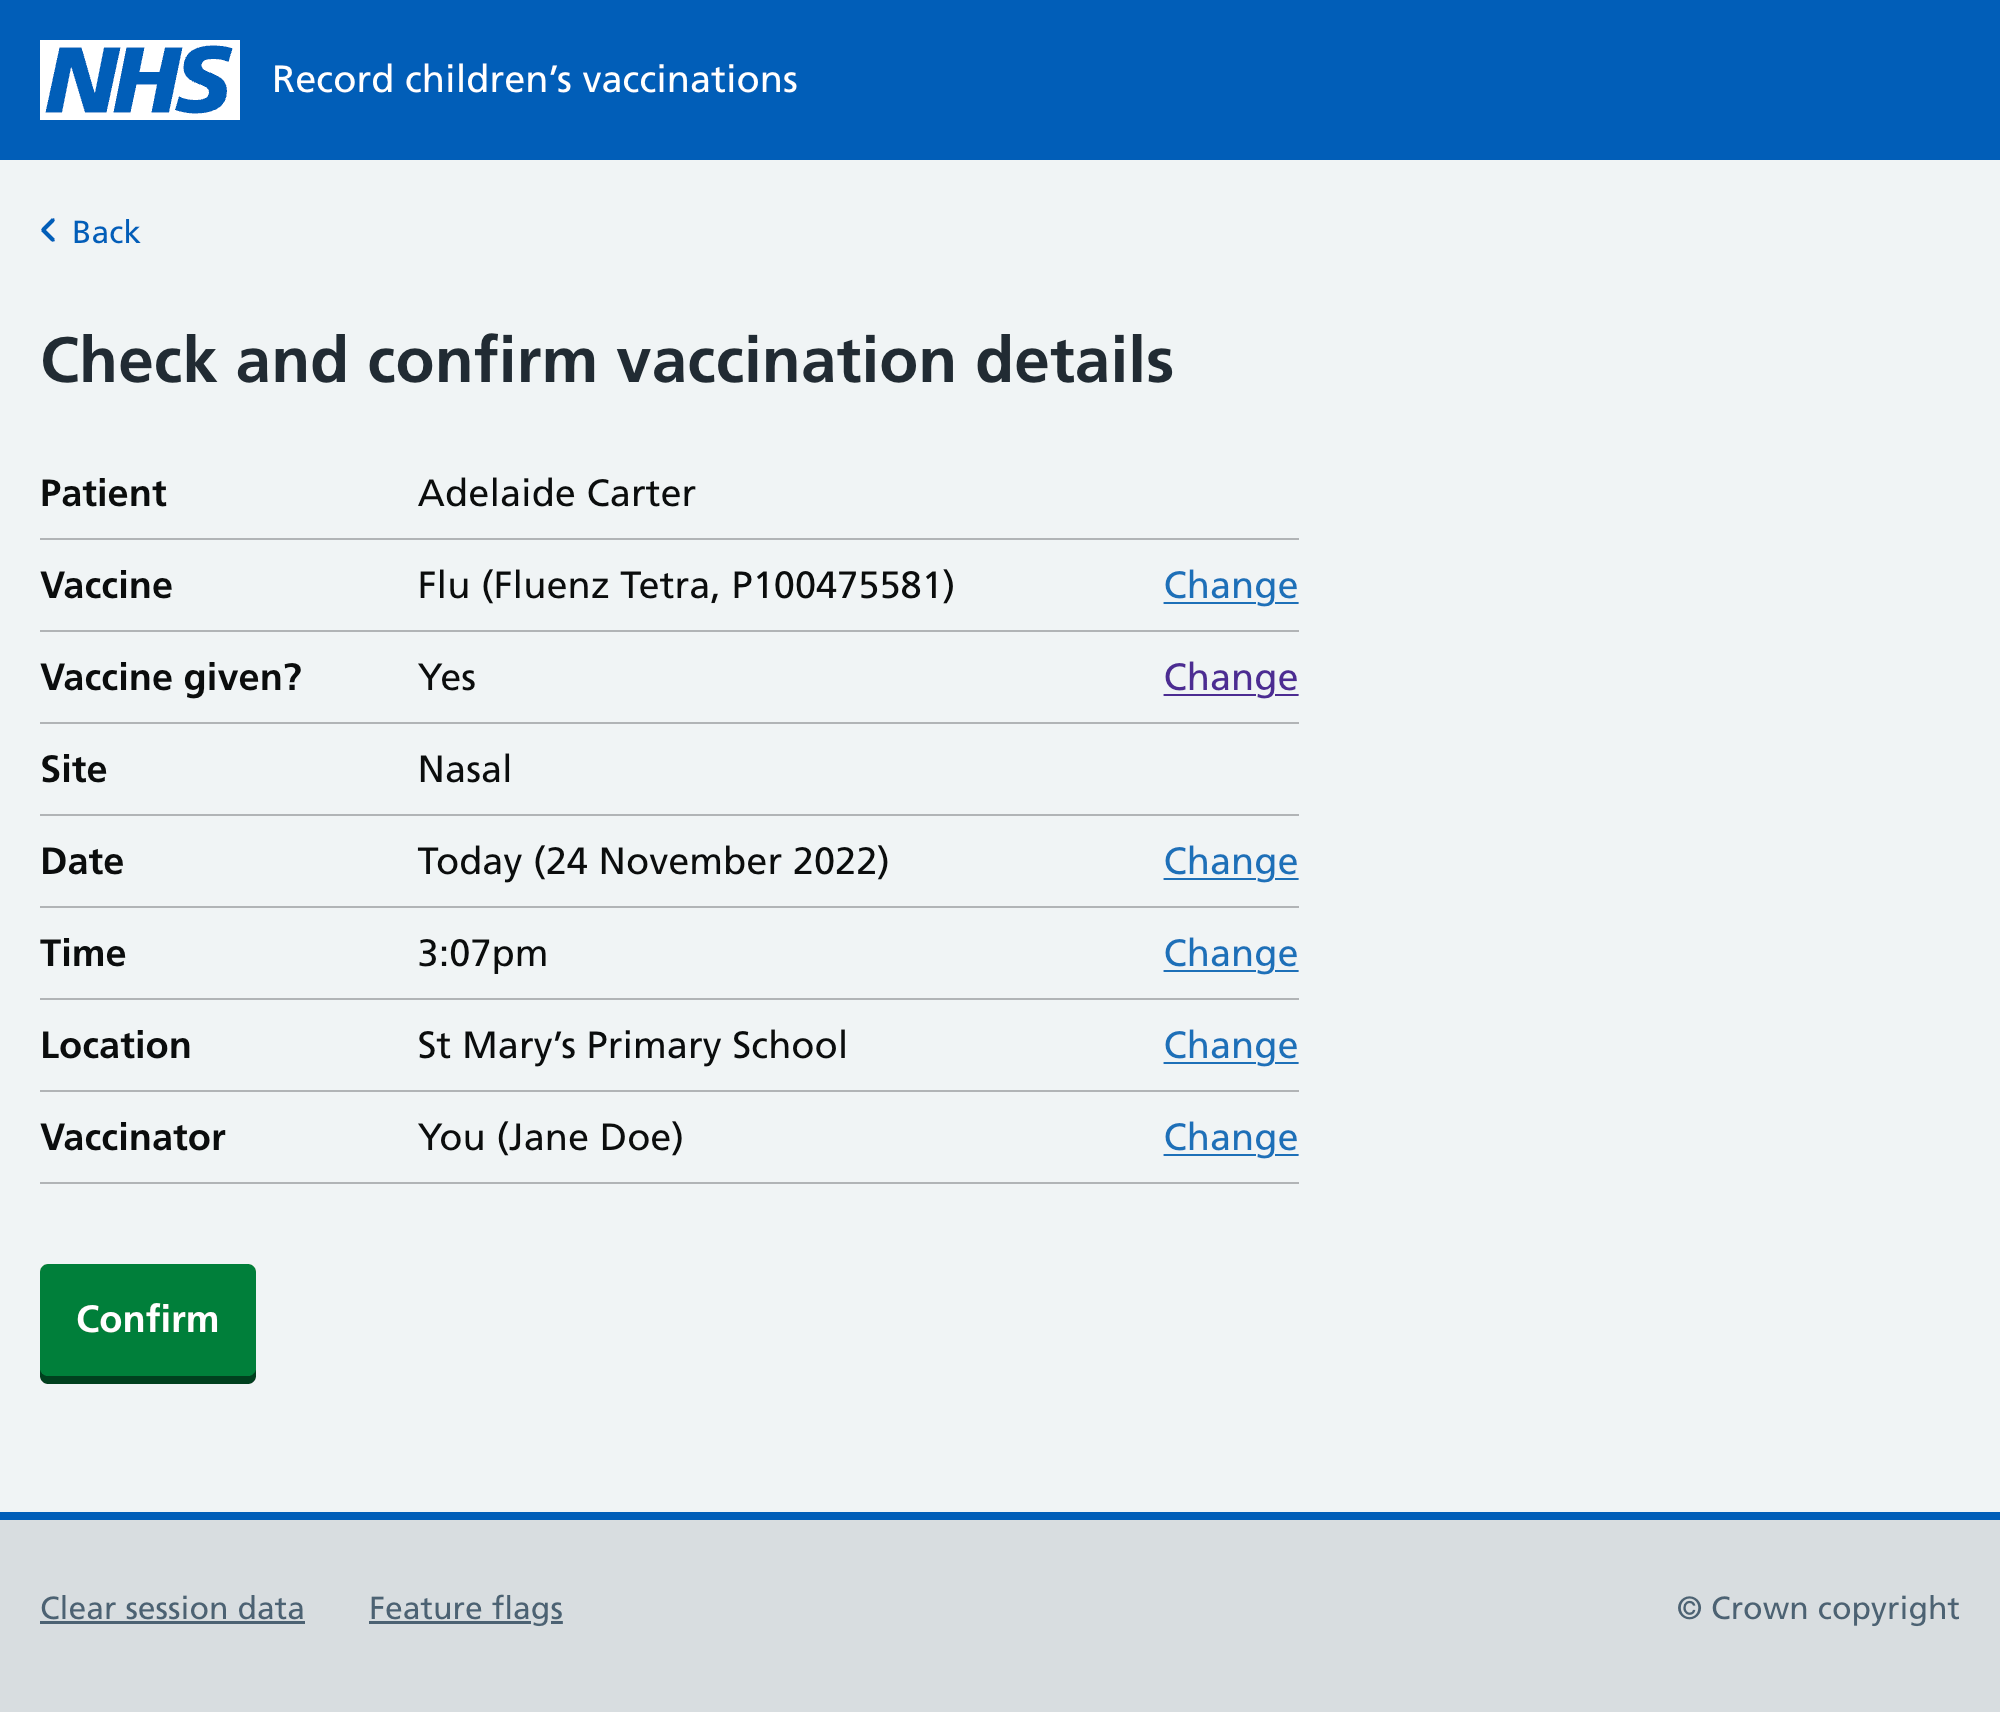 NHS Record children’s vaccinations
Back
Check and confirm vaccination details
Patient Adelaide Carter
Vaccine Flu (Fluenz Tetra, P100475581) Change
Vaccine given? Yes Change
Site Nasal
Date Today (24 November 2022) Change
Time 3:07pm Change
Location St Mary’s Primary School Change
Vaccinator You (Jane Doe) Change
Confirm
Clear session data Feature flags © Crown copyright